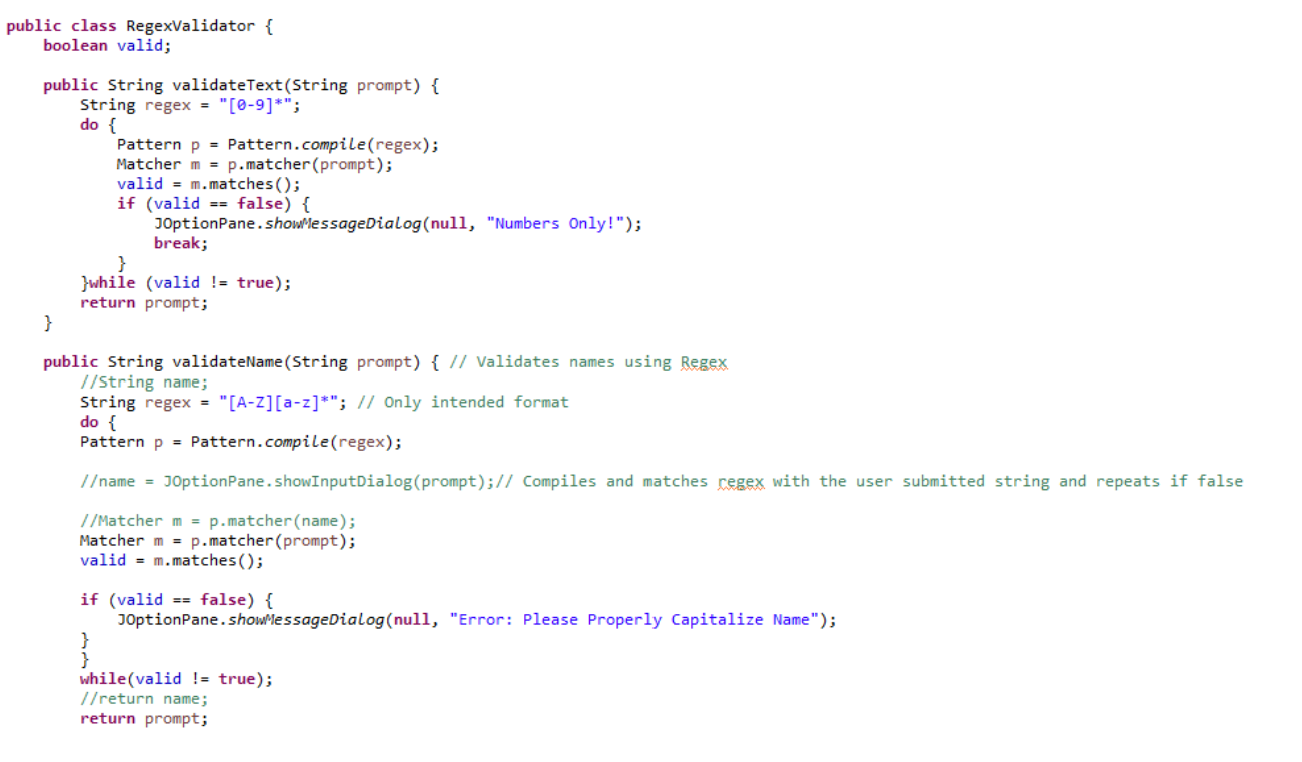 public class RegexValidator {
    boolean valid;

    public String validateText(String prompt) {
        String regex = "[0-9]*";
        do {
            Pattern p = Pattern.compile(regex);
            Matcher m = p.matcher(prompt);
            valid = m.matches();
            if (valid == false) {
                JOptionPane.showMessageDialog(null, "Numbers Only!");
                break;
            }
        }while (valid != true);
        return prompt;
    }

    public String validateName(String prompt) { // Validates names using Regex
        //String name;
        String regex = "[A-Z][a-z]*"; // Only intended format
        do {
        Pattern p = Pattern.compile(regex);

        //name = JOptionPane.showInputDialog(prompt);// Compiles and matches regex with the user submitted string and repeats if false

        //Matcher m = p.matcher(name);
        Matcher m = p.matcher(prompt);
        valid = m.matches();

        if (valid == false) {
            JOptionPane.showMessageDialog(null, "Error: Please Properly Capitalize Name");
        }
        }
        while(valid != true);
        //return name;
        return prompt;